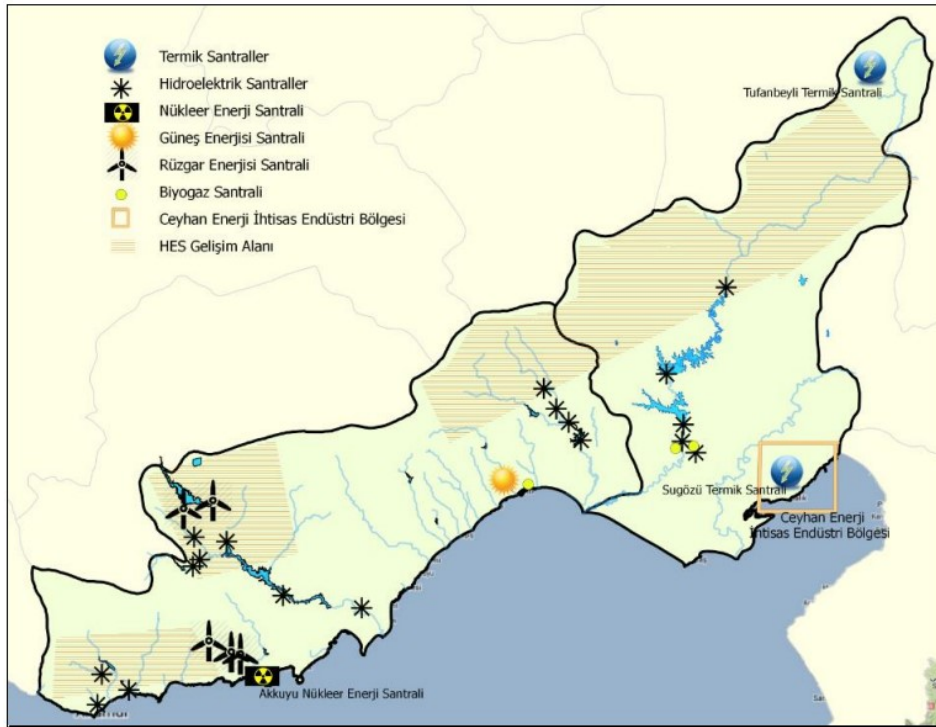 Termik Santraller
Hidroelektrik Santraller
Nükleer Enerji Santrali
Güneş Enerjisi Santrali
Rüzgar Enerjisi Santrali
Biyogaz Santrali
Ceyhan Enerji İhtisas Endüstri Bölgesi
HES Gelişim Alanı
Tufanbeyli Termik Santrali
Sugözü Termik Santrali
Ceyhan Enerji
İhtisas Endüstri Bölgesi
Akkuyu Nükleer Enerji Santrali